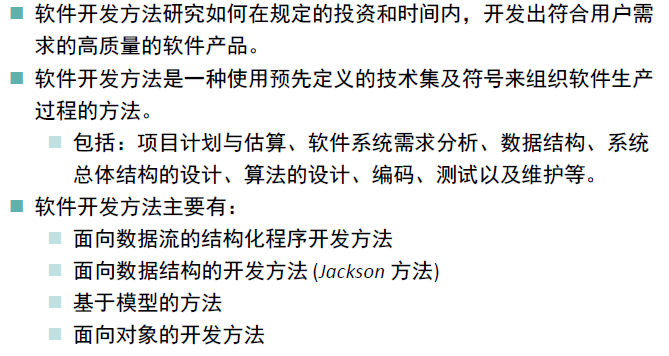 软件开发方法研究如何在规定的投资和时间内，开发出符合用户需
求的高质量的软件产品。
软件开发方法是一种使用预先定义的技术集及符号来组织软件生产
过程的方法。
包括：项目计划与估算、软件系统需求分析、数据结构、系统
总体结构的设计、算法的设计、编码、测试以及维护等。
软件开发方法主要有：
面向数据流的结构化程序开发方法
面向数据结构的开发方法 (Jackson 方法)
基于模型的方法
面向对象的开发方法